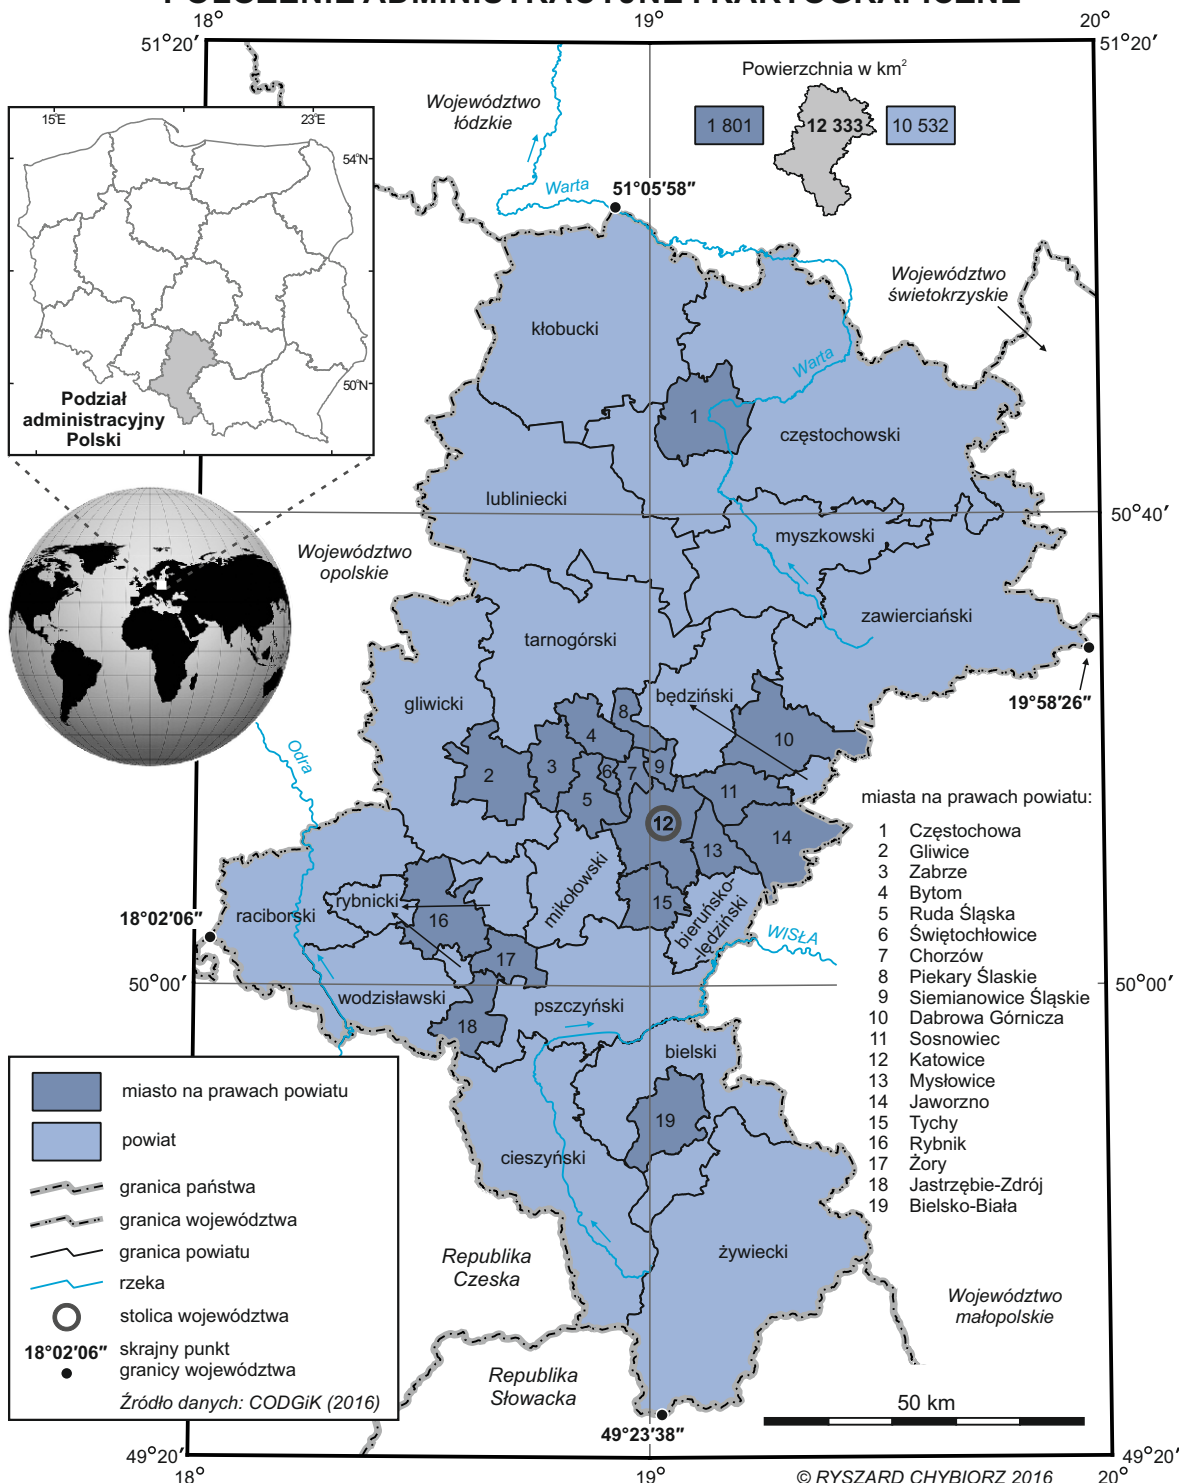 POŁOŻENIE ADMINISTRACYJNE I KARTOGRAFICZNE
18°
19°
20°
51°20′
51°20′
Powierzchnia w km²
1 801
12 333
10 532
Województwo
łódzkie
15°E
23°E
54°N
50°N
Podział
administracyjny
Polski
Warta
51°05′58″
Województwo
świetokrzyskie
kłobucki
Warta
1
częstochowski
lubliniecki
50°40′
myszkowski
Województwo
opolskie
zawierciański
tarnogórski
będziński
gliwicki
19°58′26″
8
4
10
Odra
2
3
6
7
9
5
11
12
13
14
miasta na prawach powiatu:
1 Częstochowa
2 Gliwice
3 Zabrze
4 Bytom
5 Ruda Śląska
6 Świętochłowice
7 Chorzów
8 Piekary Ślaskie
9 Siemianowice Śląskie
10 Dabrowa Górnicza
11 Sosnowiec
12 Katowice
13 Mysłowice
14 Jaworzno
15 Tychy
16 Rybnik
17 Żory
18 Jastrzębie-Zdrój
19 Bielsko-Biała
mikołowski
15
bieruńsko-
-lędziński
rybnicki
16
raciborski
18°02′06″
WISŁA
17
50°00′
50°00′
wodzisławski
pszczyński
18
bielski
19
cieszyński
żywiecki
Republika
Czeska
Województwo
małopolskie
Republika
Słowacka
miasto na prawach powiatu
powiat
granica państwa
granica województwa
granica powiatu
rzeka
stolica województwa
18°02′06″ skrajny punkt
granicy województwa
Źródło danych: CODGiK (2016)
50 km
49°23′38″
49°20′
49°20′
18°
19°
20°
© RYSZARD CHYBIORZ 2016